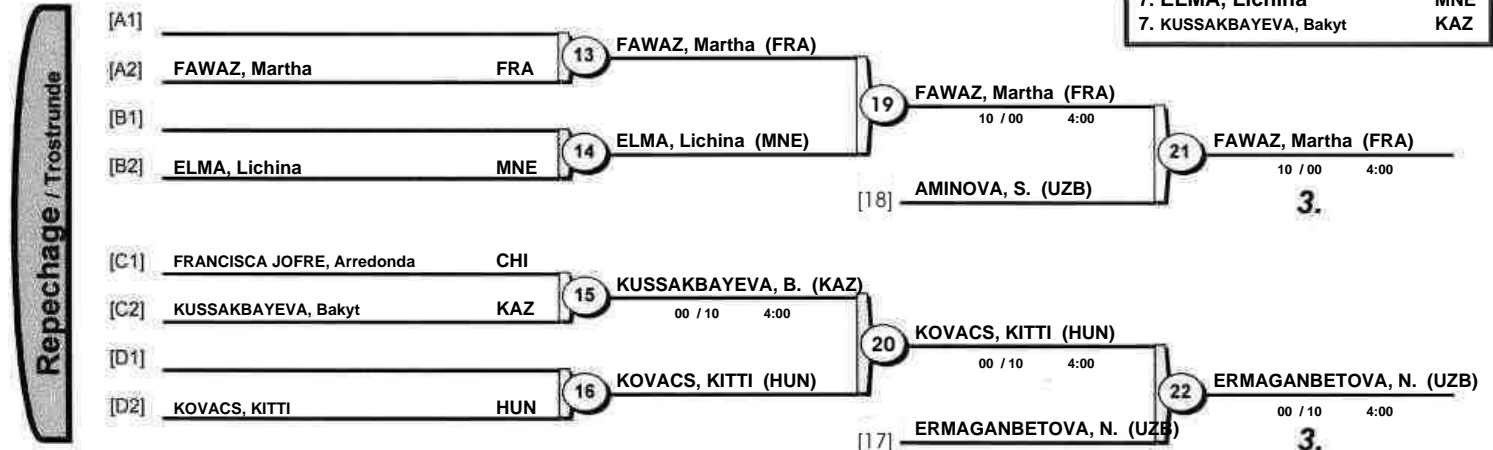 7. ELMA, Lichina MNE
7. KUSSAKBAYEVA, Bakyt KAZ
Repechage / Trostrunde
[A1]
[A2] FAWAZ, Martha FRA
13 FAWAZ, Martha (FRA)
[B1]
[B2] ELMA, Lichina MNE
14 ELMA, Lichina (MNE)
19 FAWAZ, Martha (FRA)
10 / 00 4:00
[18] AMINOVA, S. (UZB)
21 FAWAZ, Martha (FRA)
10 / 00 4:00
3.
[C1] FRANCISCA JOFRE, Arredonda CHI
[C2] KUSSAKBAYEVA, Bakyt KAZ
15 KUSSAKBAYEVA, B. (KAZ)
00 / 10 4:00
[D1]
[D2] KOVACS, KITTI HUN
16 KOVACS, KITTI (HUN)
20 KOVACS, KITTI (HUN)
00 / 10 4:00
[17] ERMAGANBETOVA, N. (UZB)
22 ERMAGANBETOVA, N. (UZB)
00 / 10 4:00
3.